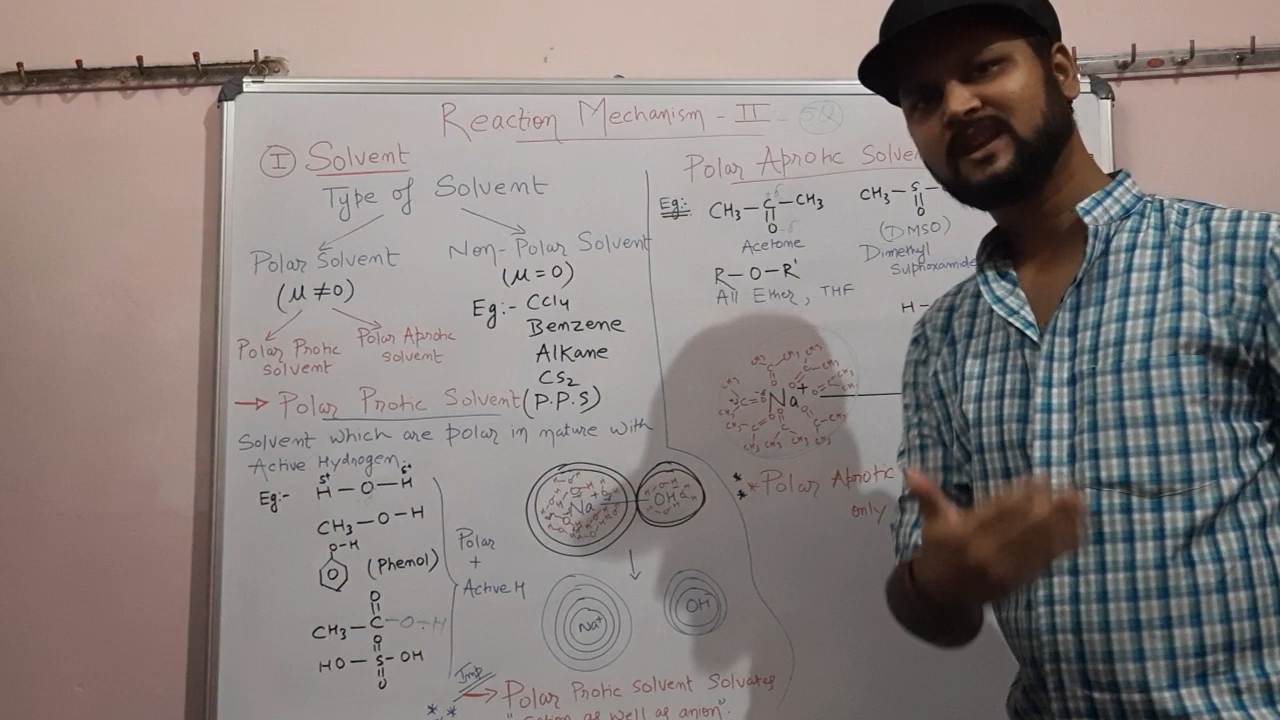 Reaction Mechanism - II
I Solvent
Type of Solvent
Polar Solvent
(μ ≠ 0)
Non-Polar Solvent
(μ = 0)
Eg:- CCl4
Benzene
Alkane
CS2
Polar Protic
solvent
Polar Aprotic
solvent
→ Polar Protic Solvent (P.P.S)
Solvent which are polar in nature with
Active Hydrogen.
Eg:- H - O - H
δ+ δ+
CH3 - O - H
O - H
(Phenol)
O
CH3 - C - O - H
O
HO - S - OH
O
Polar
+
Active H
Na+
OH
Na+
OH
Imp
** → Polar Protic Solvent Solvates
"Cation as well as anion".
Polar Aprotic Solven
Eg:- CH3 - C - CH3
O
Acetone
CH3 - S -
O
(DMSO)
Dimethyl
Sulphoxamide
R - O - R'
All Ether, THF
H -
Na+
** Polar Aprotic
only